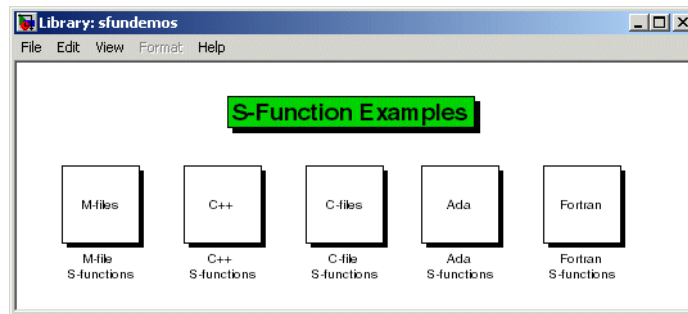 Library: sfundemos
File Edit View Format Help
S-Function Examples
M-files C++ C-files Ada Fortran
M-file C++ C-file Ada Fortran
S-functions S-functions S-functions S-functions S-functions